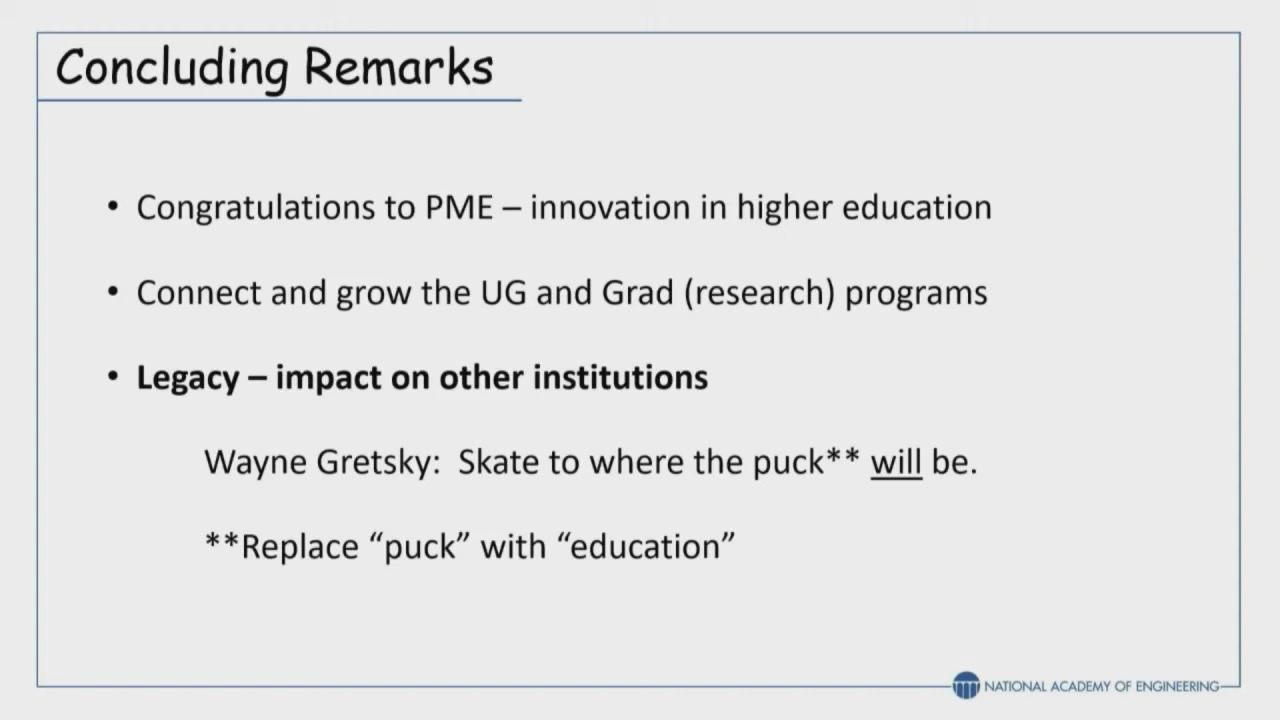 Concluding Remarks
• Congratulations to PME – innovation in higher education
• Connect and grow the UG and Grad (research) programs
• Legacy – impact on other institutions
Wayne Gretsky: Skate to where the puck** will be.
**Replace “puck” with “education”
NATIONAL ACADEMY OF ENGINEERING